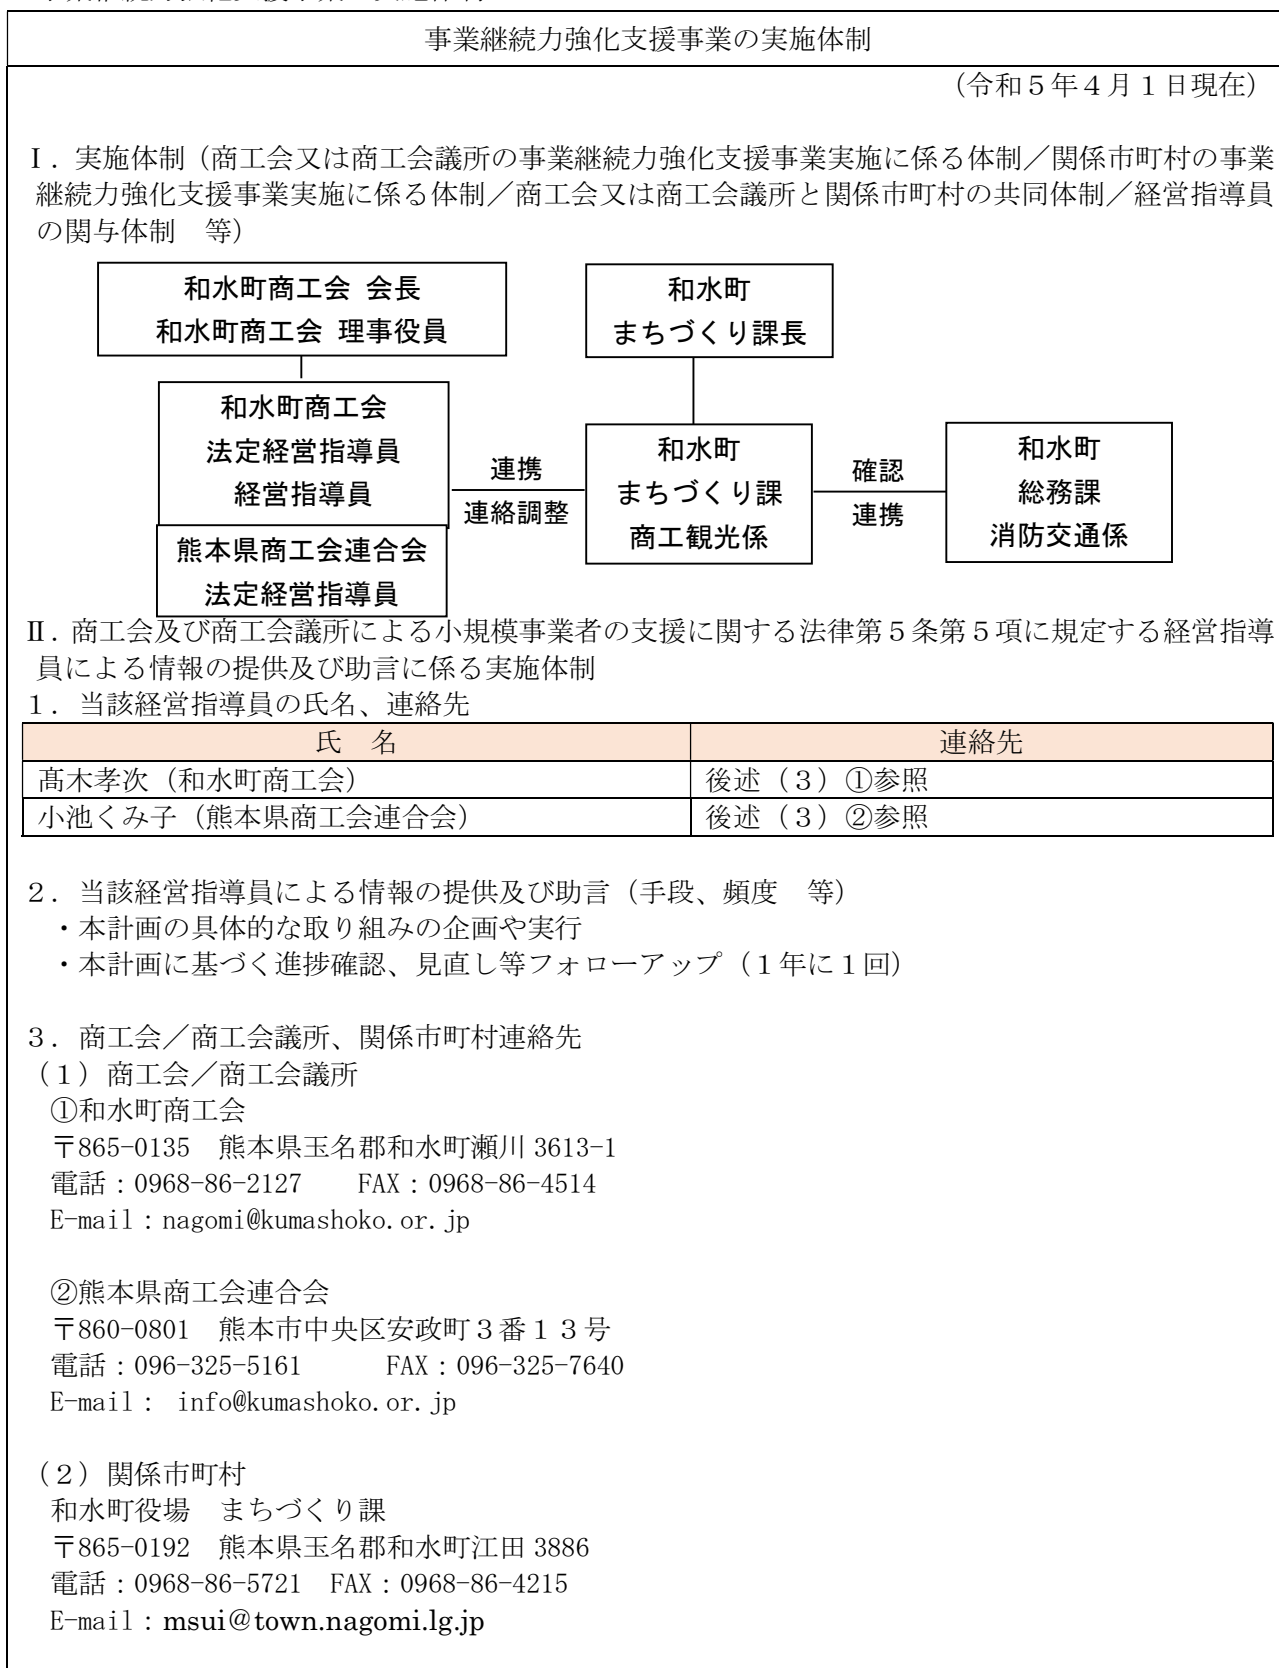 事業継続力強化支援事業の実施体制
（令和５年４月１日現在）
Ⅰ．実施体制（商工会又は商工会議所の事業継続力強化支援事業実施に係る体制／関係市町村の事業
継続力強化支援事業実施に係る体制／商工会又は商工会議所と関係市町村の共同体制／経営指導員
の関与体制　等）
和水町商工会 会長
和水町商工会 理事役員
和水町
まちづくり課長
和水町商工会
法定経営指導員
経営指導員
熊本県商工会連合会
法定経営指導員
連携
連絡調整
和水町
まちづくり課
商工観光係
確認
連携
和水町
総務課
消防交通係
Ⅱ．商工会及び商工会議所による小規模事業者の支援に関する法律第５条第５項に規定する経営指導
員による情報の提供及び助言に係る実施体制
１．当該経営指導員の氏名、連絡先
氏　名　連絡先
髙木孝次（和水町商工会）　後述（３）①参照
小池くみ子（熊本県商工会連合会）　後述（３）②参照
２．当該経営指導員による情報の提供及び助言（手段、頻度　等）
・本計画の具体的な取り組みの企画や実行
・本計画に基づく進捗確認、見直し等フォローアップ（１年に１回）
３．商工会／商工会議所、関係市町村連絡先
（１）商工会／商工会議所
①和水町商工会
〒865-0135　熊本県玉名郡和水町瀬川 3613-1
電話：0968-86-2127　　FAX：0968-86-4514
E-mail：nagomi@kumashoko.or.jp
②熊本県商工会連合会
〒860-0801　熊本市中央区安政町３番１３号
電話：096-325-5161　　　FAX：096-325-7640
E-mail： info@kumashoko.or.jp
（２）関係市町村
和水町役場　まちづくり課
〒865-0192　熊本県玉名郡和水町江田 3886
電話：0968-86-5721　FAX：0968-86-4215
E-mail：msui@town.nagomi.lg.jp